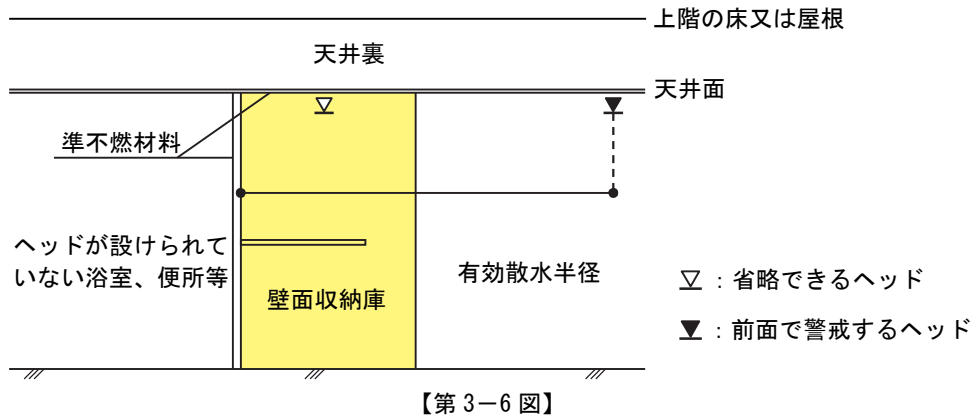 上階の床又は屋根
天井裏
天井面
準不燃材料
ヘッドが設けられて
いない浴室、便所等
壁面収納庫
有効散水半径
：省略できるヘッド
：前面で警戒するヘッド
【第3－6図】